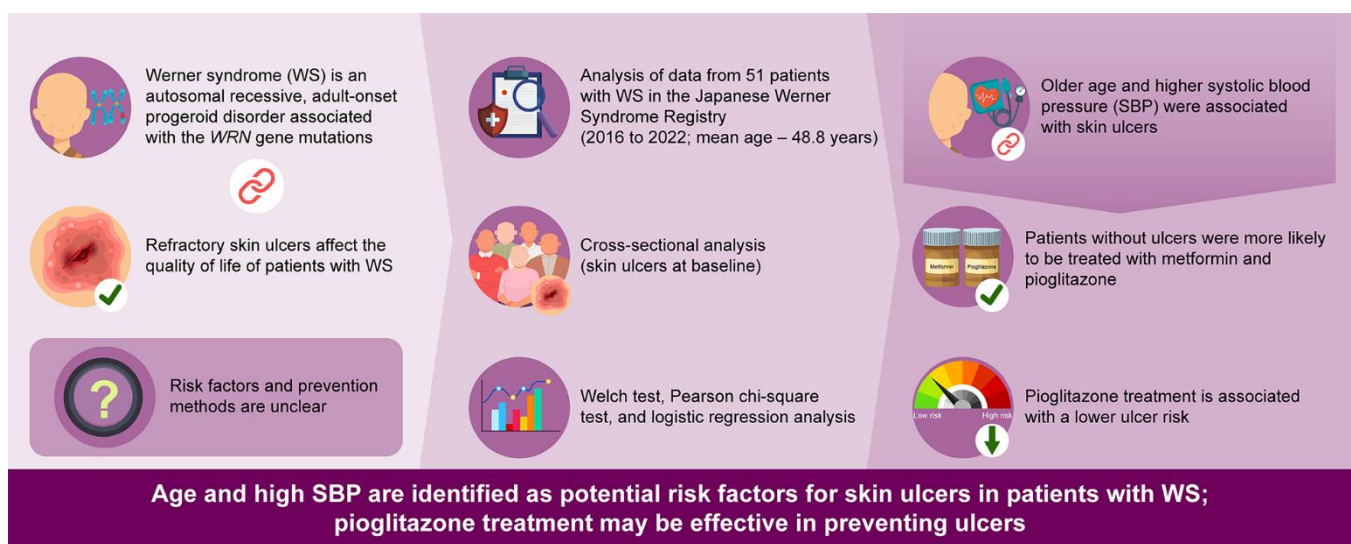 Werner syndrome (WS) is an
autosomal recessive, adult-onset
progeroid disorder associated
with the WRN gene mutations
Refractory skin ulcers affect the
quality of life of patients with WS
?
Risk factors and prevention
methods are unclear
Analysis of data from 51 patients
with WS in the Japanese Werner
Syndrome Registry
(2016 to 2022; mean age – 48.8 years)
Cross-sectional analysis
(skin ulcers at baseline)
Welch test, Pearson chi-square
test, and logistic regression analysis
Older age and higher systolic blood
pressure (SBP) were associated
with skin ulcers
Metformin Pioglitazone
Patients without ulcers were more likely
to be treated with metformin and
pioglitazone
Low risk High risk
Pioglitazone treatment is associated
with a lower ulcer risk
Age and high SBP are identified as potential risk factors for skin ulcers in patients with WS;
pioglitazone treatment may be effective in preventing ulcers